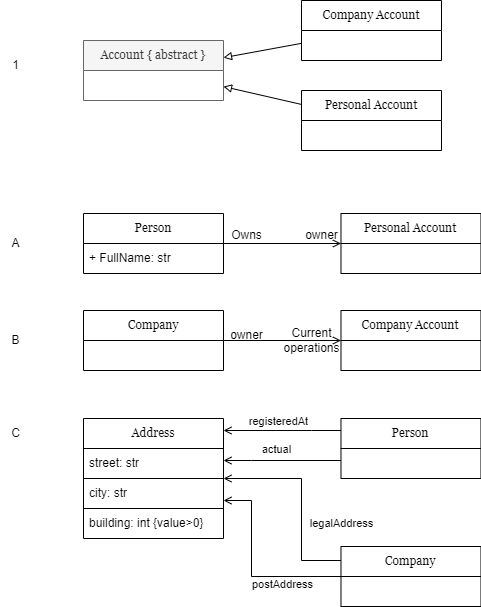 Company Account
1
Account { abstract }
Personal Account
A
Person
+ FullName: str
Owns
owner
Personal Account
B
Company
owner
Current
operations
Company Account
C
Address
street: str
city: str
building: int {value>0}
registeredAt
actual
Person
legalAddress
postAddress
Company